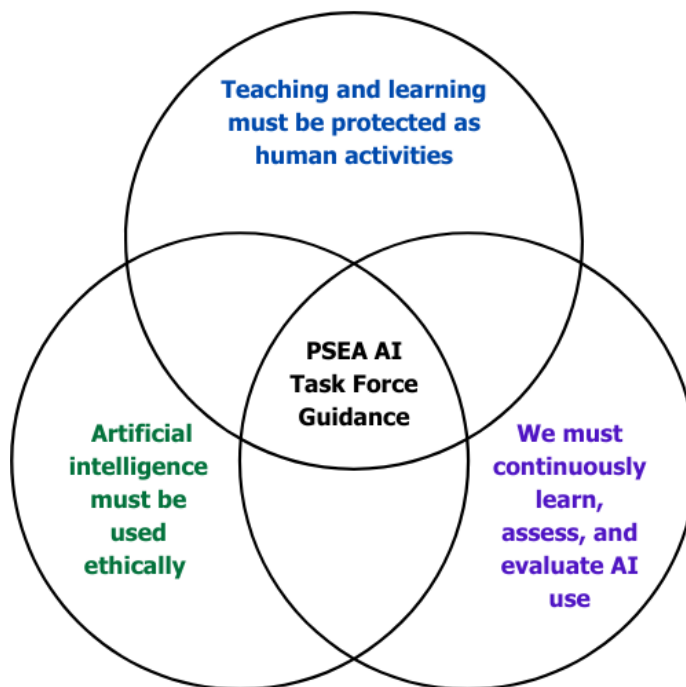 Teaching and learning
must be protected as
human activities
PSEA AI
Task Force
Guidance
Artificial
intelligence
must be
used
ethically
We must
continuously
learn,
assess, and
evaluate AI
use